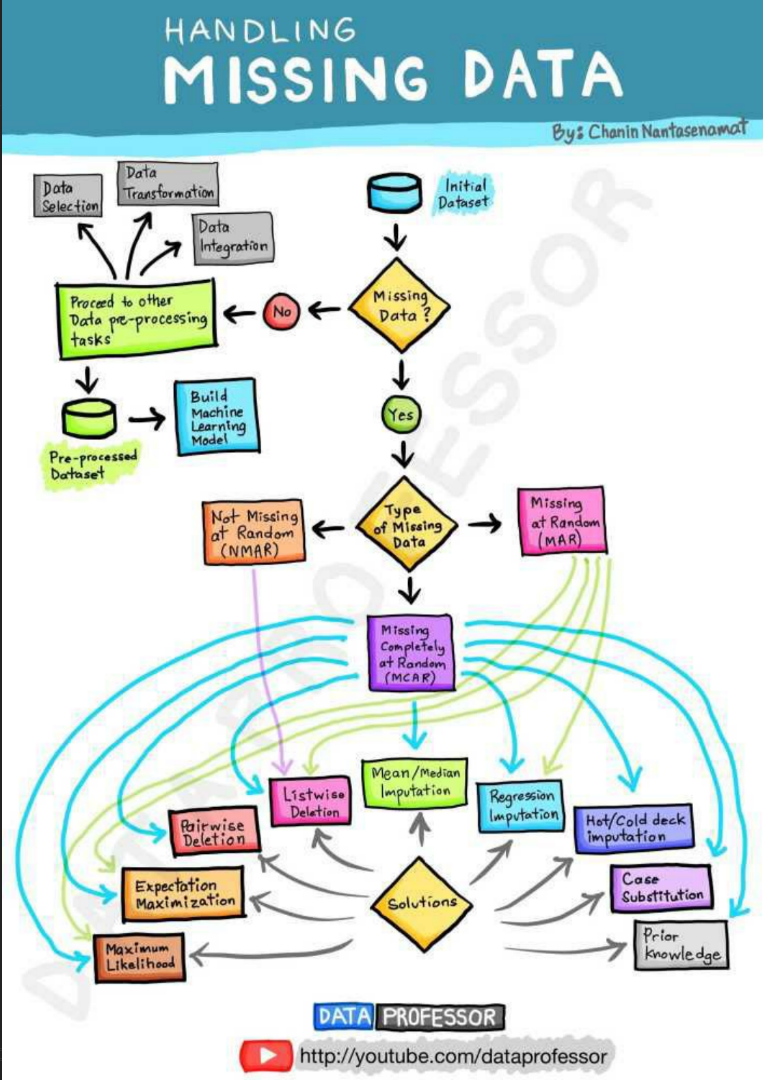 HANDLING
MISSING DATA
By: Chanin Nantasenamat
Data
Selection
Data
Transformation
Data
Integration
Initial
Dataset
Missing
Data?
No
Proceed to other
Data pre-processing
tasks
Yes
Build
Machine
Learning
Model
Pre-processed
Dataset
Not Missing
at Random
(NMAR)
Type
of Missing
Data
Missing
at Random
(MAR)
Missing
Completely
at Random
(MCAR)
Listwise
Deletion
Mean/Median
Imputation
Regression
Imputation
Pairwise
Deletion
Hot/Cold deck
imputation
Expectation
Maximization
Solutions
Case
Substitution
Maximum
Likelihood
Prior
Knowledge
DATA PROFESSOR
http://youtube.com/dataprofessor
DATA PROFESSOR